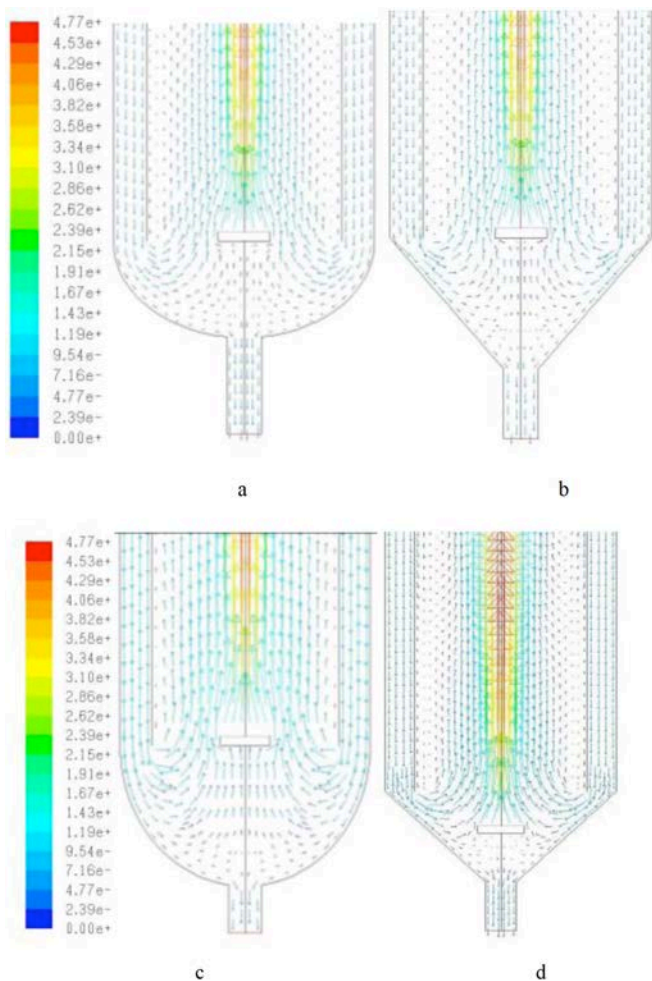 4.77e+
4.53e+
4.29e+
4.06e+
3.82e+
3.58e+
3.34e+
3.10e+
2.86e+
2.62e+
2.39e+
2.15e+
1.91e+
1.67e+
1.43e+
1.19e+
9.54e-
7.16e-
4.77e-
2.39e-
0.00e+
a b
4.77e+
4.53e+
4.29e+
4.06e+
3.82e+
3.58e+
3.34e+
3.10e+
2.86e+
2.62e+
2.39e+
2.15e+
1.91e+
1.67e+
1.43e+
1.19e+
9.54e+
7.16e+
4.77e+
2.39e+
0.00e+
c d